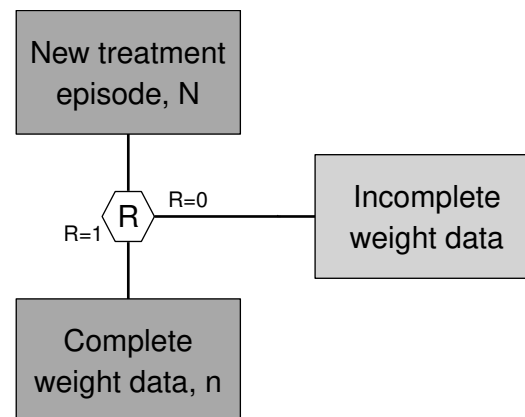 New treatment
episode, N
R
R=0
R=1
Incomplete
weight data
Complete
weight data, n